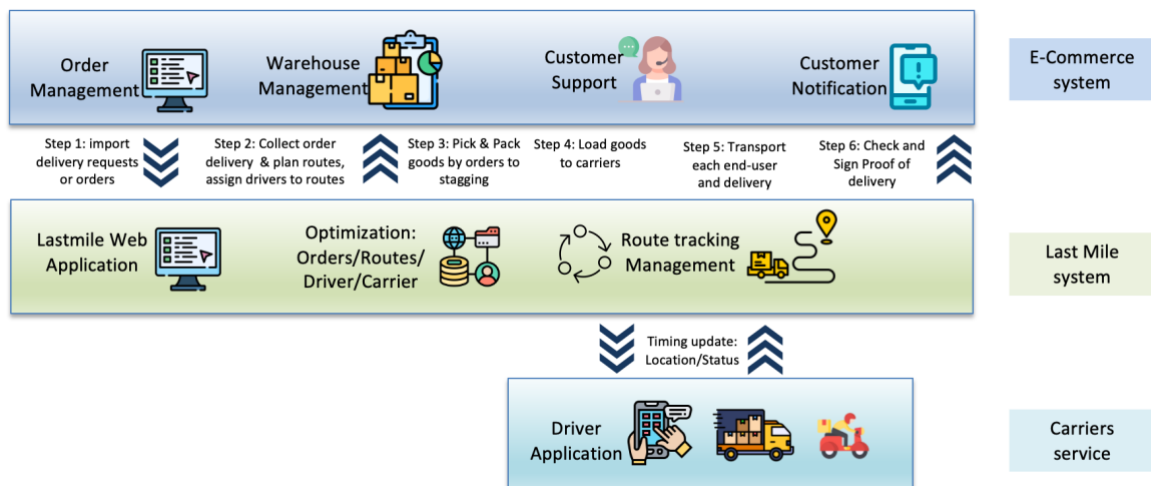 Order
Management
Warehouse
Management
Customer
Support
Customer
Notification
E-Commerce
system
Step 1: import
delivery requests
or orders
Step 2: Collect order
delivery & plan routes,
assign drivers to routes
Step 3: Pick & Pack
goods by orders to
stagging
Step 4: Load goods
to carriers
Step 5: Transport
each end-user
and delivery
Step 6: Check and
Sign Proof of
delivery
Lastmile Web
Application
Optimization:
Orders/Routes/
Driver/Carrier
Route tracking
Management
Last Mile
system
Timing update:
Location/Status
Driver
Application
Carriers
service